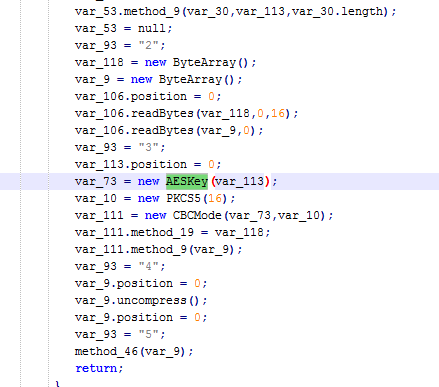 var_53.method_9(var_30,var_113,var_30.length);
var_53 = null;
var_93 = "2";
var_118 = new ByteArray();
var_9 = new ByteArray();
var_106.position = 0;
var_106.readBytes(var_118,0,16);
var_106.readBytes(var_9,0);
var_93 = "3";
var_113.position = 0;
var_73 = new AESKey(var_113);
var_10 = new PKCS5(16);
var_111 = new CBCMode(var_73,var_10);
var_111.method_19 = var_118;
var_111.method_9(var_9);
var_93 = "4";
var_9.position = 0;
var_9.uncompress();
var_9.position = 0;
var_93 = "5";
method_46(var_9);
return;
}